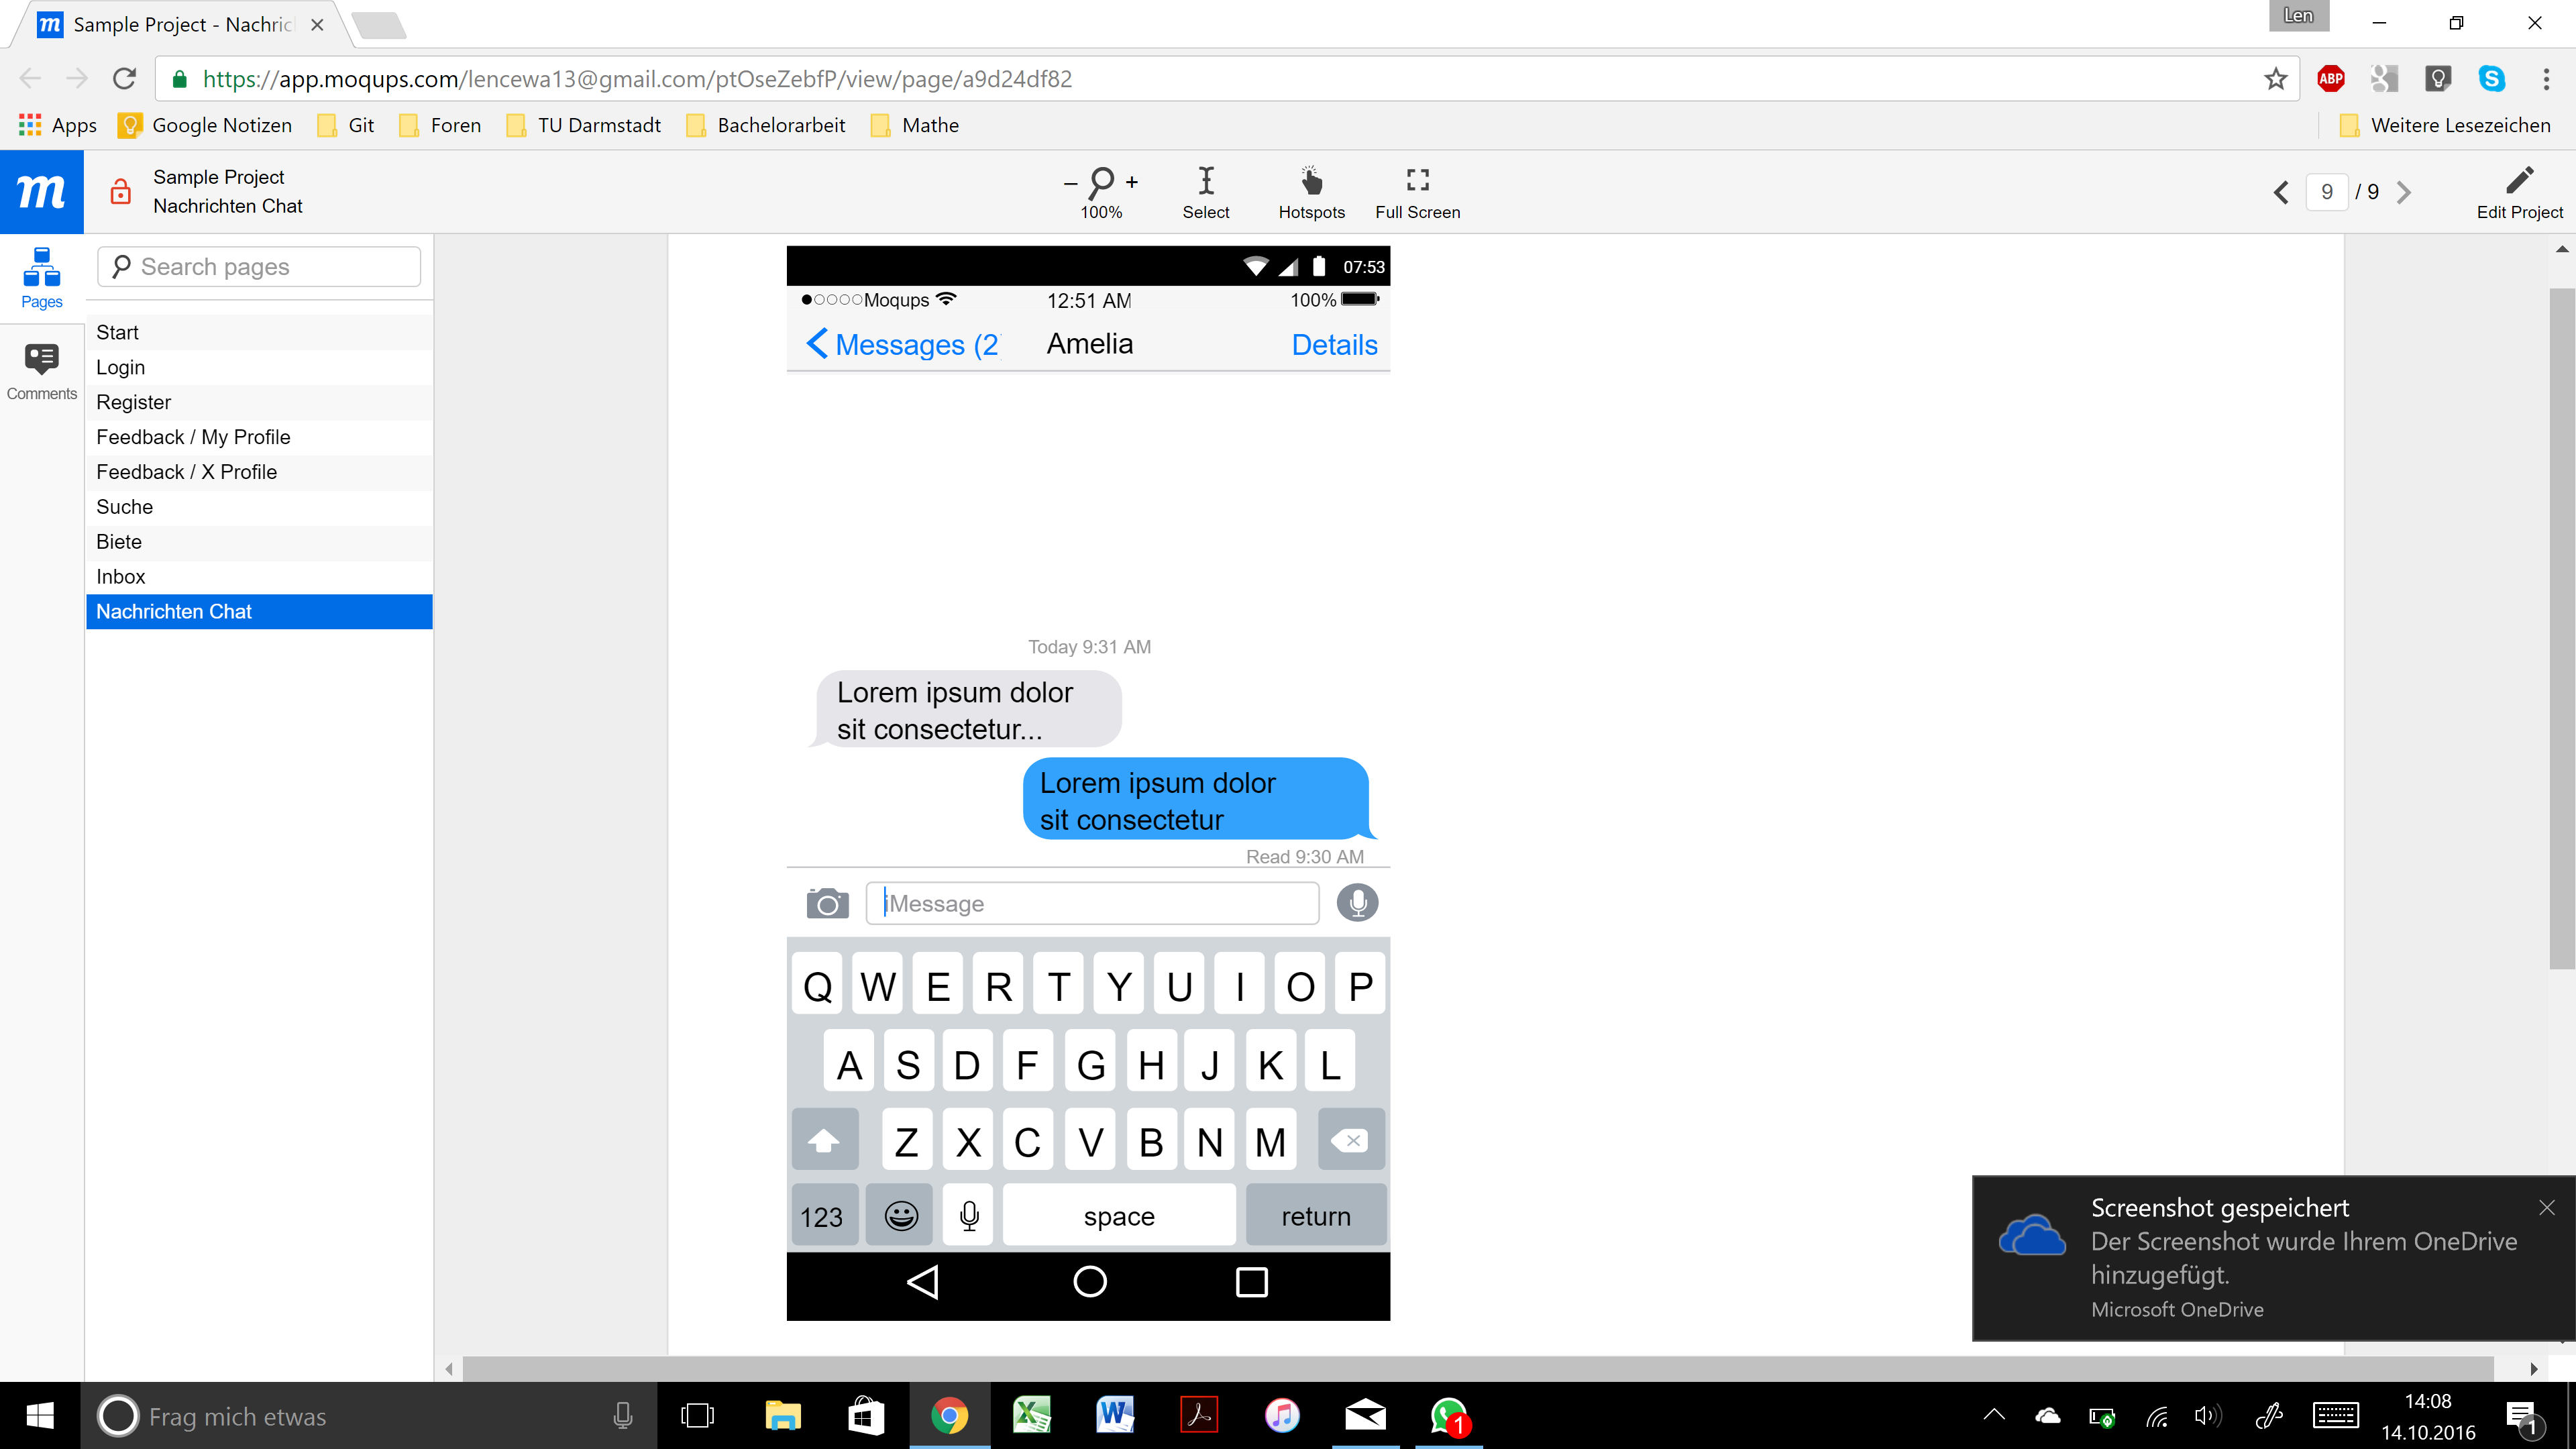 Sample Project - Nachric
Len
https://app.moqups.com/lencewa13@gmail.com/ptOseZebfP/view/page/a9d24df82
ABP
Apps
Google Notizen
Git
Foren
TU Darmstadt
Bachelorarbeit
Mathe
Weitere Lesezeichen
m
Sample Project
Nachrichten Chat
– +
100%
Select
Hotspots
Full Screen
9 / 9
Edit Project
Pages
Comments
Search pages
Start
Login
Register
Feedback / My Profile
Feedback / X Profile
Suche
Biete
Inbox
Nachrichten Chat
07:53
Moqups
12:51 AM
100%
Messages (2
Amelia
Details
Today 9:31 AM
Lorem ipsum dolor
sit consectetur...
Lorem ipsum dolor
sit consectetur
Read 9:30 AM
iMessage
Q W E R T Y U I O P
A S D F G H J K L
Z X C V B N M
123
space
return
Screenshot gespeichert
Der Screenshot wurde Ihrem OneDrive
hinzugefügt.
Microsoft OneDrive
Frag mich etwas
1
14:08
14.10.2016
1